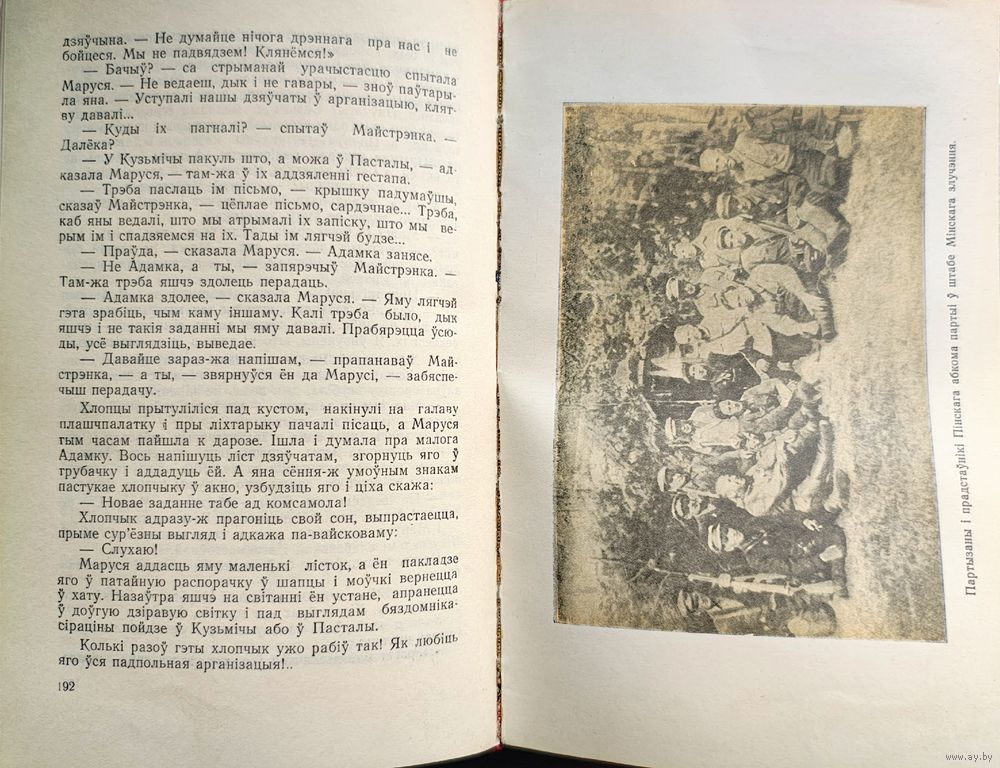 дзяўчына. — Не думайце нічога дрэннага пра нас і не
бойцеся. Мы не падвядзем! Клянёмся!»
— Бачыў? — са стрыманай урачыстасцю спытала
Маруся. — Не ведаеш, дык і не гавары, — зноў паўтары-
ла яна. — Уступалі нашы дзяўчаты ў арганізацыю, клят-
ву давалі...
— Куды іх пагналі? — спытаў Майстрэнка. —
Далёка?
— У Кузьмічы пакуль што, а можа ў Пасталы, — ад-
казала Маруся, — там-жа ў іх аддзяленні гестапа.
— Трэба паслаць ім пісьмо, — крышку падумаўшы,
сказаў Майстрэнка, — цёплае пісьмо, сардэчнае... Трэба,
каб яны ведалі, што мы атрымалі іх запіску, што мы ве-
рым ім і спадзяемся на іх. Тады ім лягчэй будзе...
— Праўда, — сказала Маруся. — Адамка занясе.
— Не Адамка, а ты, — запярэчыў Майстрэнка. —
Там-жа трэба яшчэ здолець перадаць.
— Адамка здолее, — сказала Маруся. — Яму лягчэй
гэта зрабіць, чым каму іншаму. Калі трэба было, дык
яшчэ і не такія заданні мы яму давалі. Прабярэцца ўсю-
ды, усё выглядзіць, выведае.
— Давайце зараз-жа напішам, — прапанаваў Май-
стрэнка, — а ты, — звярнуўся ён да Марусі, — забяспе-
чыш перадачу.
Хлопцы прытуліліся пад кустом, накінулі на галаву
плашчпалатку і пры ліхтарыку пачалі пісаць, а Маруся
тым часам пайшла к дарозе. Ішла і думала пра малога
Адамку. Вось напішуць ліст дзяўчатам, згорнуць яго ў
трубачку і аддадуць ёй. А яна сёння-ж умоўным знакам
пастукае хлопчыку ў акно, узбудзіць яго і ціха скажа:
— Новае заданне табе ад комсамола!
Хлопчык адразу-ж прагоніць свой сон, выпрастаецца,
прыме сур'ёзны выгляд і адкажа па-вайсковаму:
— Слухаю!
Маруся аддасць яму маленькі лісток, а ён пакладзе
яго ў патайную распорачку ў шапцы і моўчкі вернецца
ў хату. Назаўтра яшчэ на світанні ён устане, апранецца
ў доўгую дзіравую світку і пад выглядам бяздомніка-
сіраціны пойдзе ў Кузьмічы або ў Пасталы.
Колькі разоў гэты хлопчык ужо рабіў так! Як любіць
яго ўся падпольная арганізацыя!..
192
Партызаны і прадстаўнікі Пінскага абкома партыі ў штабе Мінскага злучэння.
www.ay.by